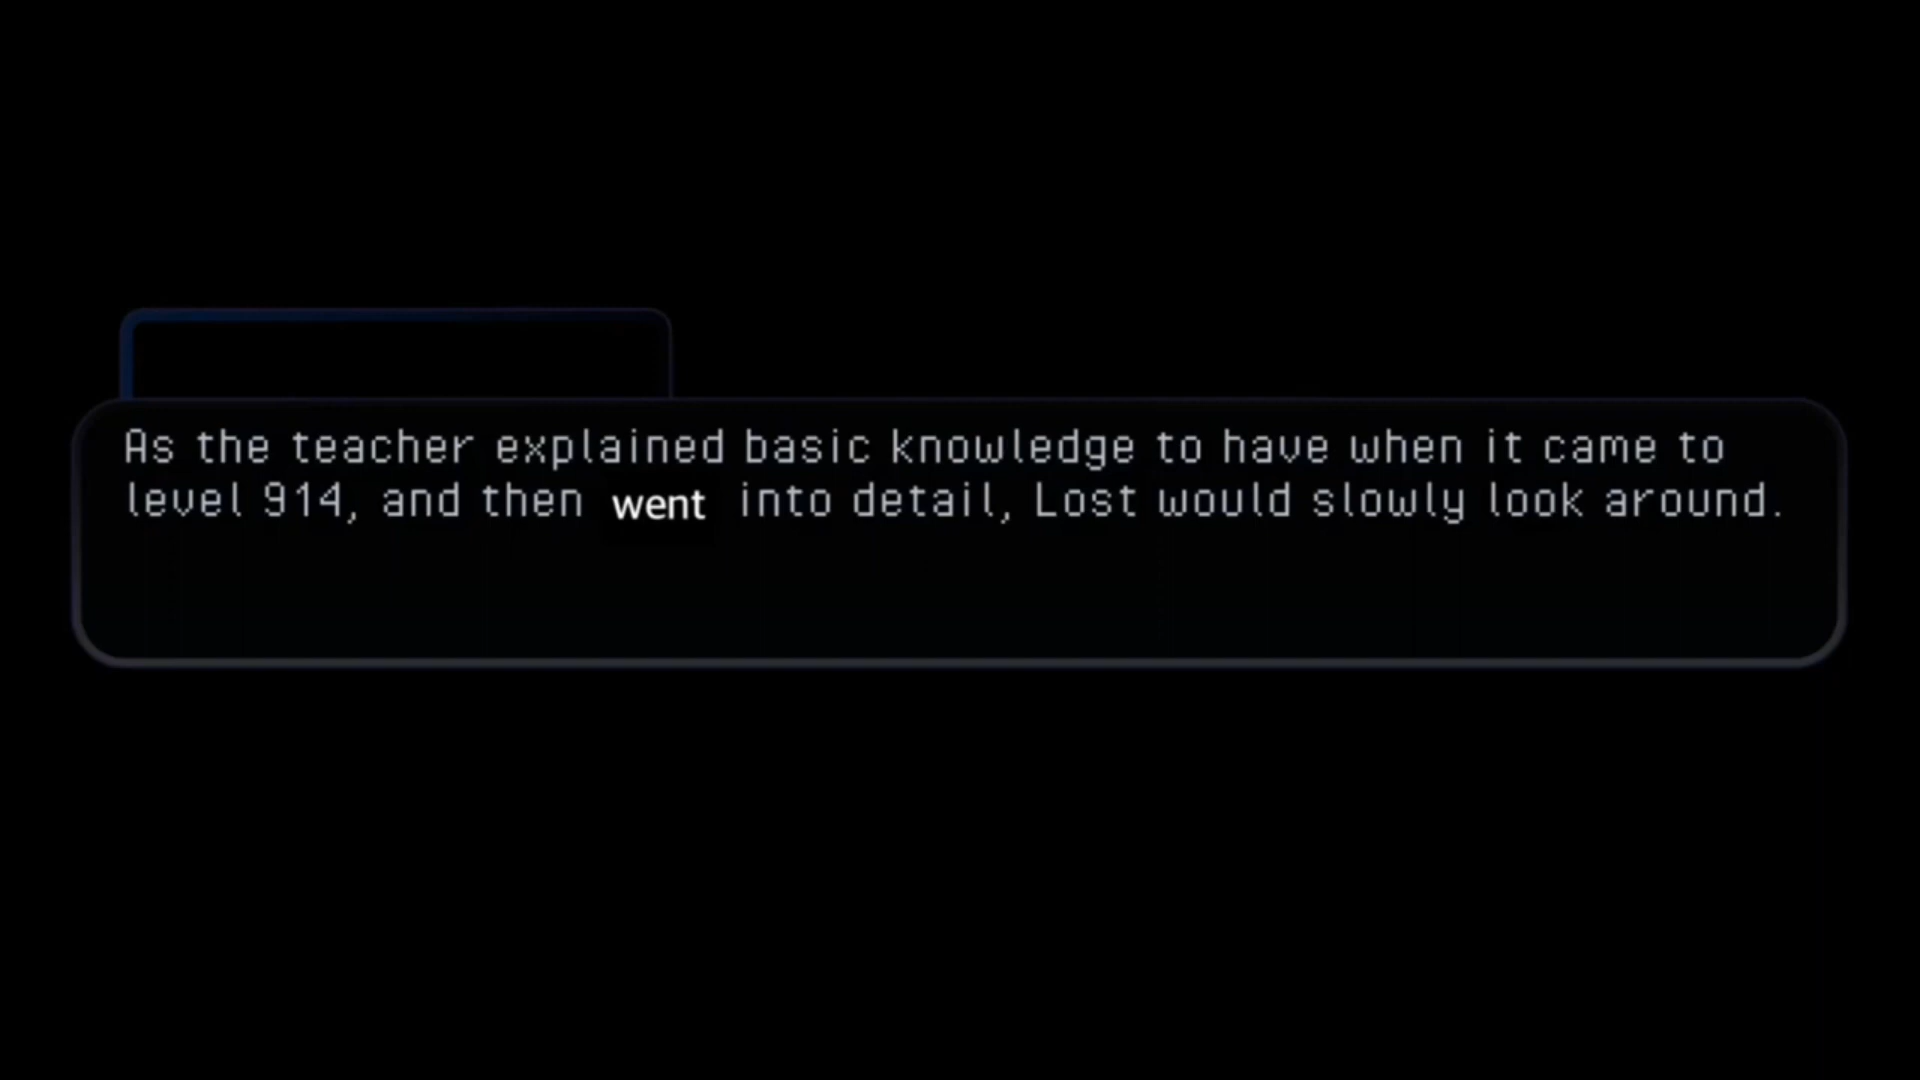 As the teacher explained basic knowledge to have when it came to
level 914, and then went into detail, Lost would slowly look around.